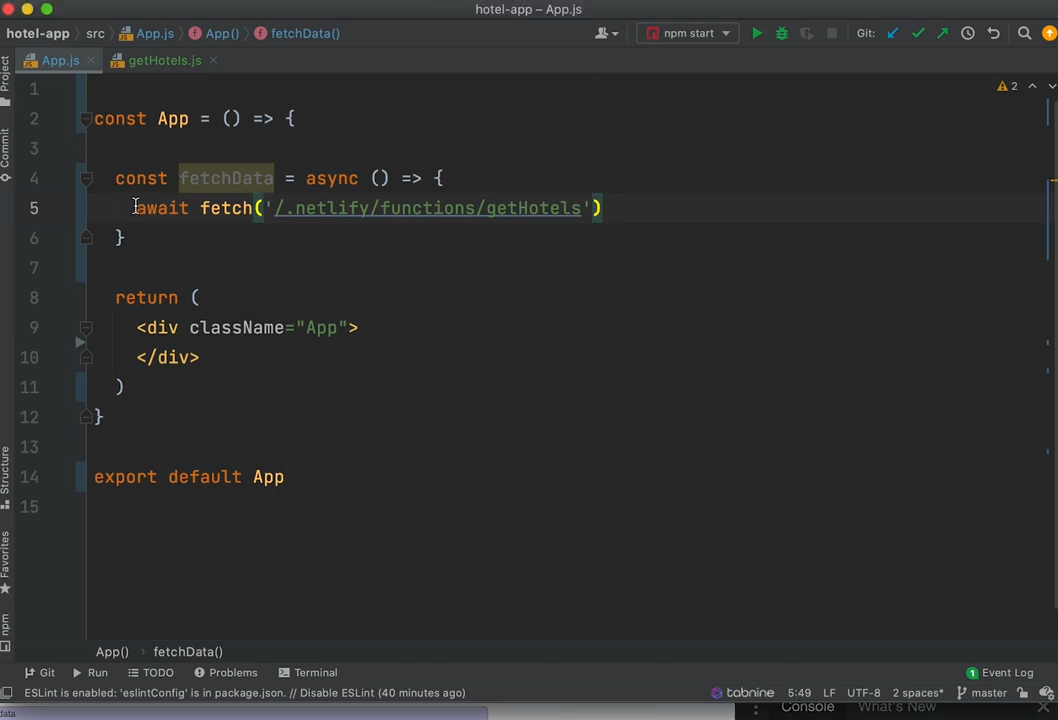 hotel-app – App.js
hotel-app src App.js App() fetchData() npm start Git:
App.js getHotels.js
Project
Commit
Structure
Favorites
npm
1
2 const App = () => {
3
4 const fetchData = async () => {
5 await fetch('/.netlify/functions/getHotels')
6 }
7
8 return (
9 <div className="App">
10 </div>
11 )
12 }
13
14 export default App
15
2
App() fetchData()
Git Run TODO Problems Terminal 1 Event Log
ESLint is enabled: 'eslintConfig' is in package.json. // Disable ESLint (40 minutes ago) tabnine 5:49 LF UTF-8 2 spaces* master
data Console What's New